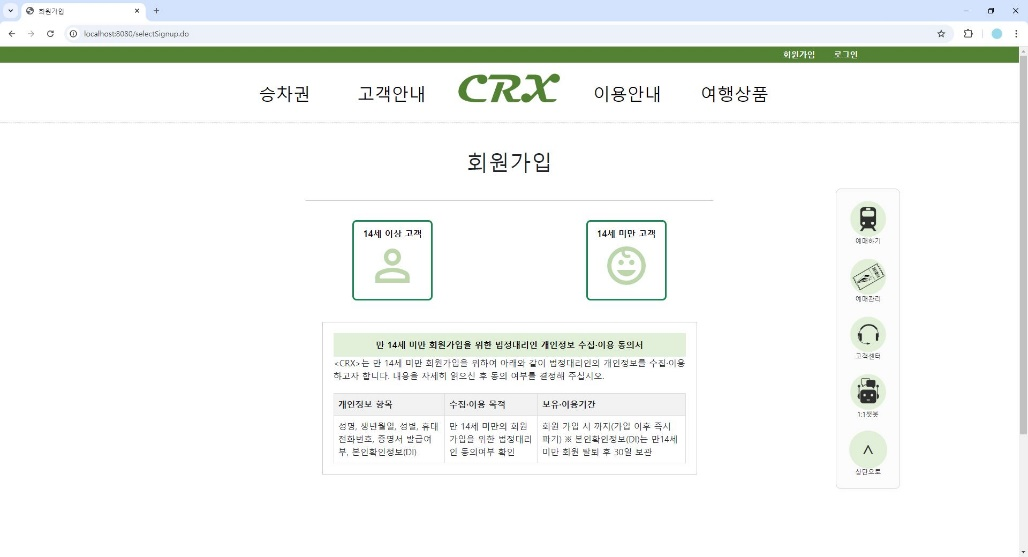 회원가입
localhost:8080/selectSignup.do
회원가입 로그인
승차권 고객안내 CRX 이용안내 여행상품
회원가입
14세 이상 고객
14세 미만 고객
예매하기
예매관리
고객센터
1:1챗봇
상단으로
만 14세 미만 회원가입을 위한 법정대리인 개인정보 수집·이용 동의서
<CRX>는 만 14세 미만 회원가입을 위하여 아래와 같이 법정대리인의 개인정보를 수집·이용
하고자 합니다. 내용을 자세히 읽으신 후 동의 여부를 결정해 주십시오.
개인정보 항목 수집·이용 목적 보유·이용기간
성명, 생년월일, 성별, 휴대 만 14세 미만의 회원 회원 가입 시 까지(가입 이후 즉시
전화번호, 증명서 발급여 가입을 위한 법정대리 파기) ※ 본인확인정보(DI)는 만14세
부, 본인확인정보(DI) 인 동의여부 확인 미만 회원 탈퇴 후 30일 보관